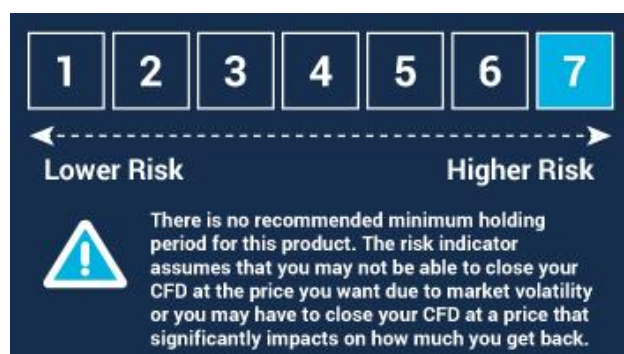 1 2 3 4 5 6 7
Lower Risk Higher Risk
There is no recommended minimum holding
period for this product. The risk indicator
assumes that you may not be able to close your
CFD at the price you want due to market volatility
or you may have to close your CFD at a price that
significantly impacts on how much you get back.